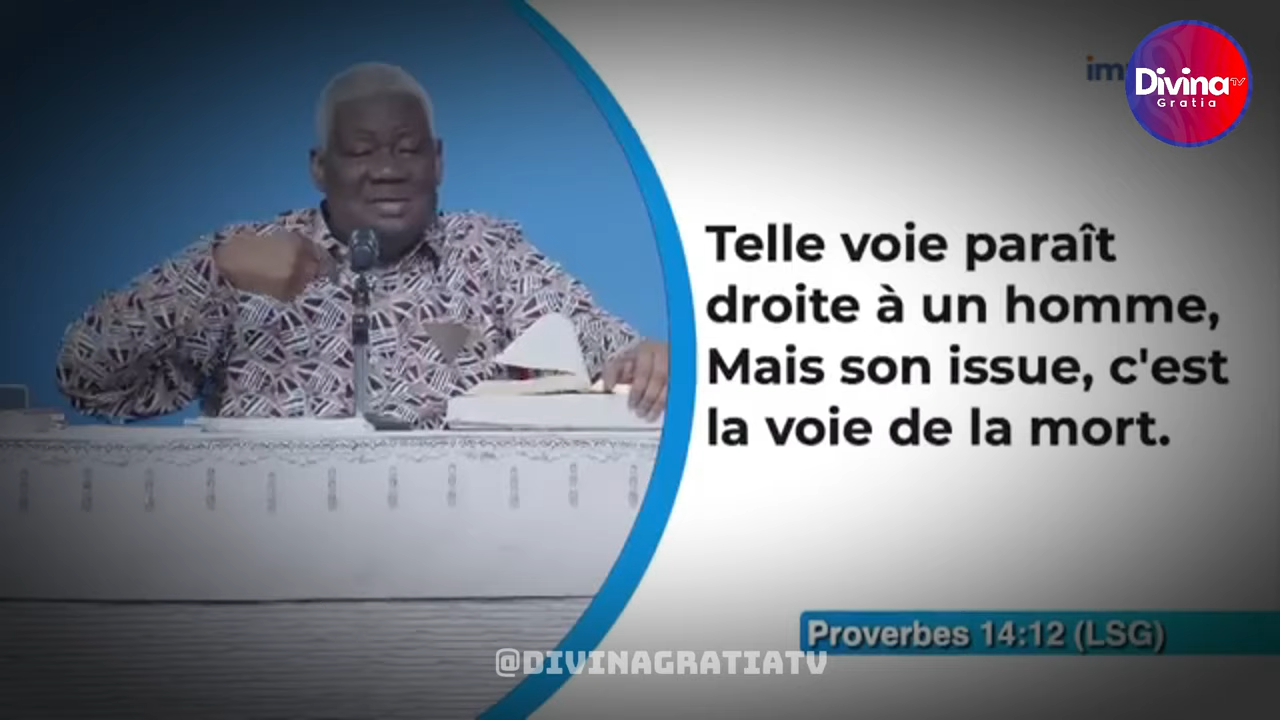 Divina TV
Gratia
Telle voie paraît
droite à un homme,
Mais son issue, c'est
la voie de la mort.
Proverbes 14:12 (LSG)
@DIVINAGRATIATV